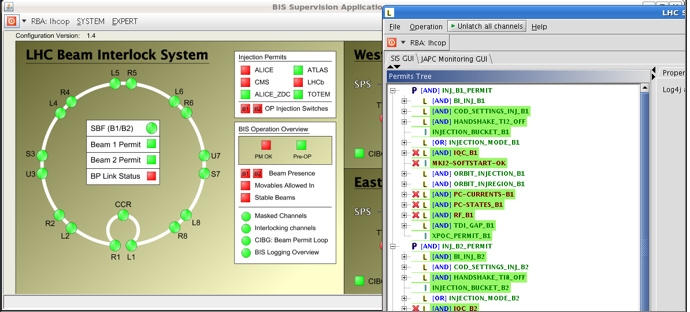 BIS Supervision Applicatio
RBA: lhcop SYSTEM EXPERT
Configuration Version: 1.4
LHC Beam Interlock System
L5 R5
R4 L6
L4 R6
S3 U7
U3 S7
R2 L8
L2 R8
CCR
R1 L1
SBF (B1/B2)
Beam 1 Permit
Beam 2 Permit
BP Link Status
Injection Permits
ALICE ATLAS
CMS LHCb
ALICE_ZDC TOTEM
OP Injection Switches
BIS Operation Overview
PM OK Pre-OP
Beam Presence
Movables Allowed In
Stable Beams
Masked Channels
Interlocking channels
CIBG: Beam Permit Loop
BIS Logging Overview
Wes
SPS
CIBG
East
SPS
CIBG
LHC S
File Operation Unlatch all channels Help
RBA: lhcop
SIS GUI JAPC Monitoring GUI
Permits Tree
P [AND] INJ_B1_PERMIT
L [AND] BI_INJ_B1
L [AND] COD_SETTINGS_INJ_B1
L [AND] HANDSHAKE_TI2_OFF
I INJECTION_BUCKET_B1
L [OR] INJECTION_MODE_B1
L [AND] IQC_B1
I MKI2-SOFTSTART-OK
L [AND] ORBIT_INJECTION_B1
L [AND] ORBIT_INJREGION_B1
L [AND] PC-CURRENTS-B1
L [AND] PC-STATES_B1
L [AND] RF_B1
L [AND] TDI_GAP_B1
I XPOC_PERMIT_B1
P [AND] INJ_B2_PERMIT
L [AND] BI_INJ_B2
L [AND] COD_SETTINGS_INJ_B2
L [AND] HANDSHAKE_TI8_OFF
I INJECTION_BUCKET_B2
L [OR] INJECTION_MODE_B2
L [AND] IQC_B2
Proper
Log4j a